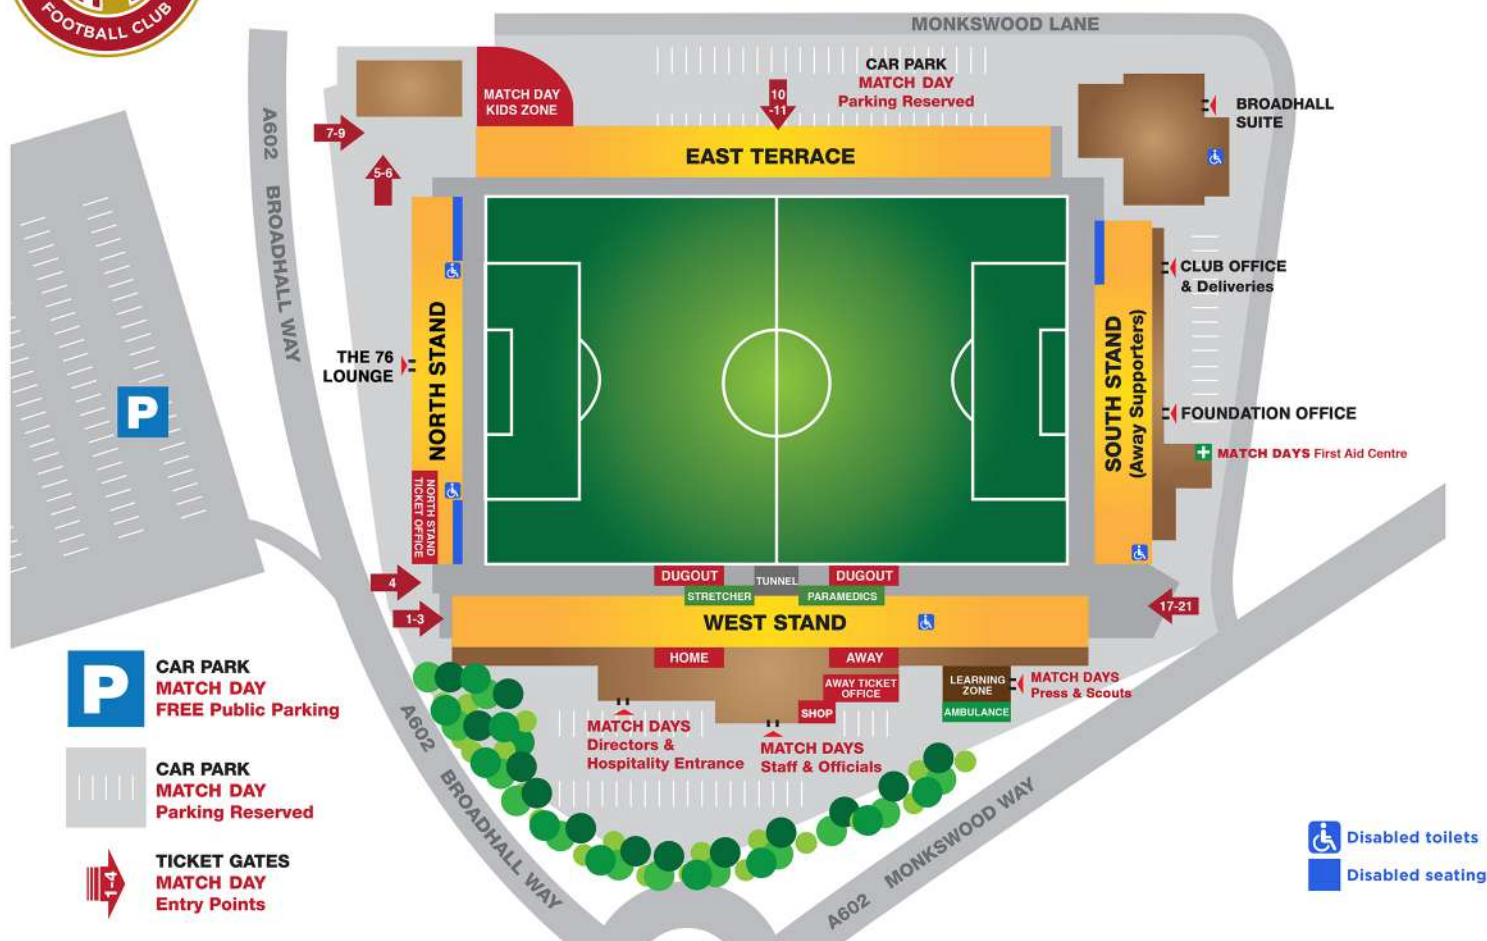 FOOTBALL CLUB
MONKSWOOD LANE
CAR PARK
MATCH DAY
Parking Reserved
MATCH DAY
KIDS ZONE
10
-11
BROADHALL
SUITE
7-9
5-6
EAST TERRACE
A602 BROADHALL WAY
CLUB OFFICE
& Deliveries
THE 76
LOUNGE
NORTH STAND
SOUTH STAND
(Away Supporters)
P
FOUNDATION OFFICE
MATCH DAYS First Aid Centre
NORTH STAND
TICKET OFFICE
4
1-3
DUGOUT
TUNNEL
DUGOUT
STRETCHER
PARAMEDICS
17-21
WEST STAND
HOME
AWAY
AWAY TICKET
OFFICE
SHOP
LEARNING
ZONE
AMBULANCE
MATCH DAYS
Press & Scouts
MATCH DAYS
Directors &
Hospitality Entrance
MATCH DAYS
Staff & Officials
A602 BROADHALL WAY
A602 MONKSWOOD WAY
P
CAR PARK
MATCH DAY
FREE Public Parking
CAR PARK
MATCH DAY
Parking Reserved
1-4
TICKET GATES
MATCH DAY
Entry Points
Disabled toilets
Disabled seating